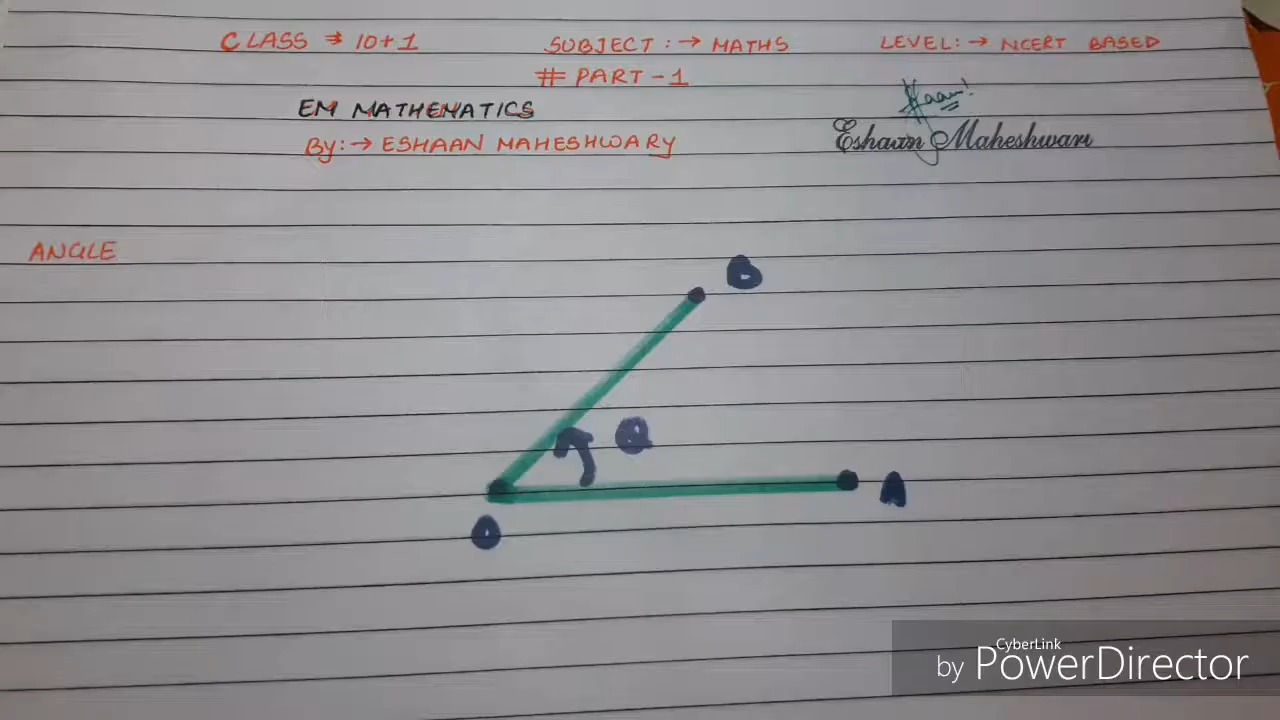 CLASS → 10+1 SUBJECT : → MATHS LEVEL: → NCERT BASED
# PART - 1
EM MATHEMATICS
By: → ESHAAN MAHESHWARY
Eshaan Maheshwari
ANGLE
B
θ
A
O
CyberLink
by PowerDirector